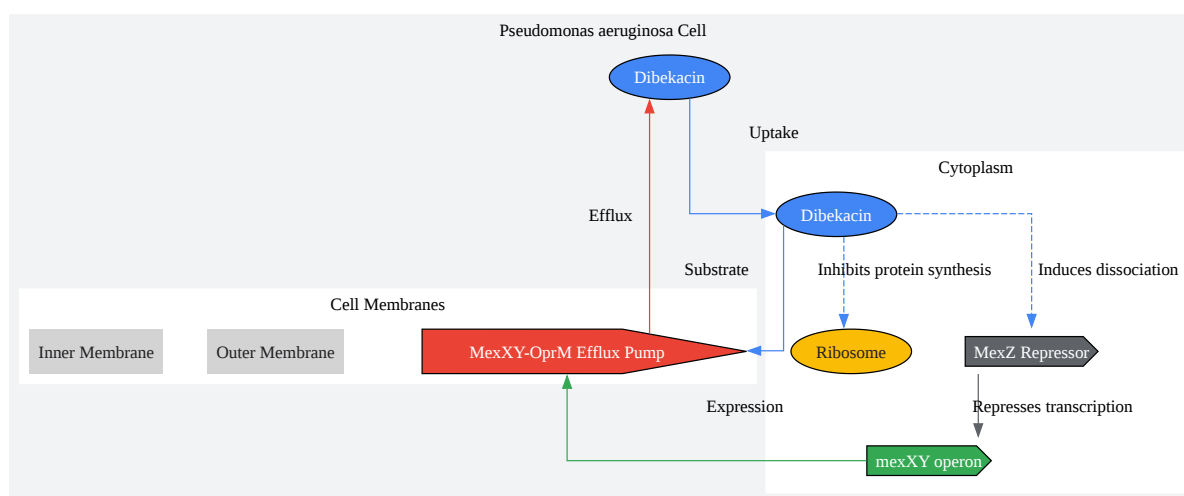 Pseudomonas aeruginosa Cell
Dibekacin
Uptake
Cytoplasm
Efflux
Dibekacin
Substrate
Inhibits protein synthesis
Induces dissociation
Cell Membranes
Inner Membrane
Outer Membrane
MexXY-OprM Efflux Pump
Ribosome
MexZ Repressor
Expression
Represses transcription
mexXY operon